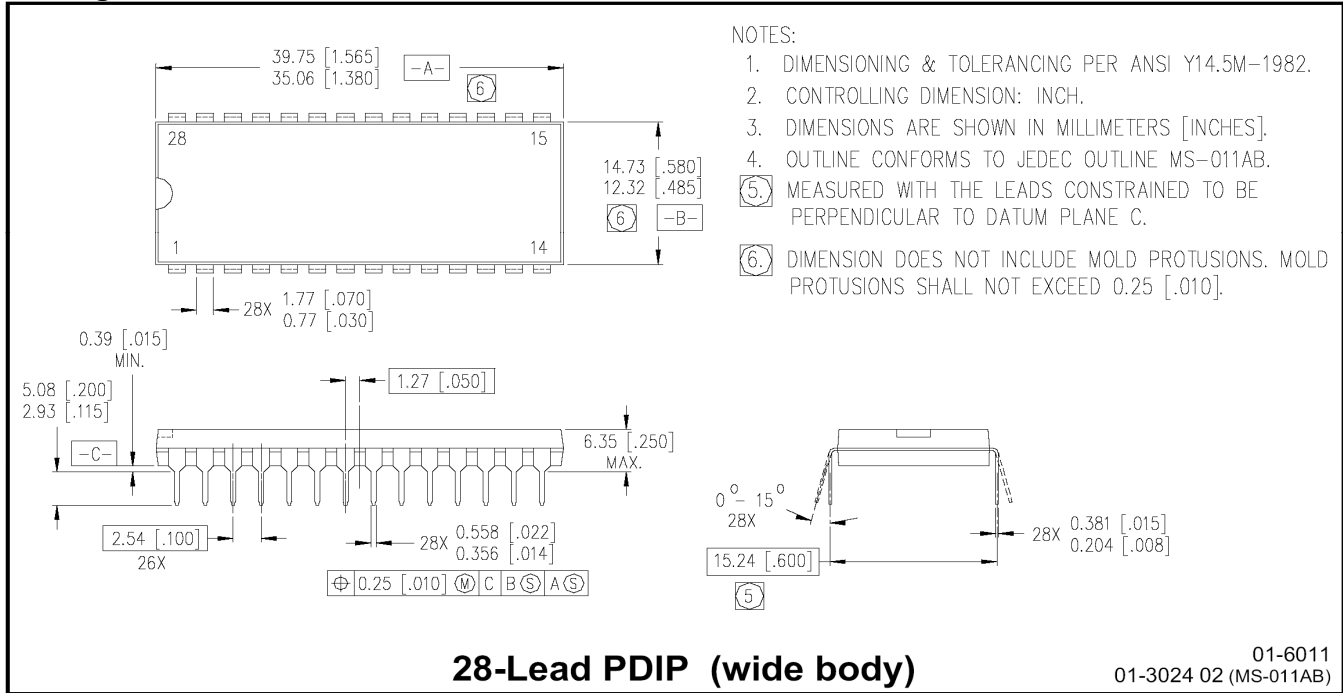 39.75 [1.565]
35.06 [1.380]
-A-
6
28
15
1
14
14.73 [.580]
12.32 [.485]
6
-B-
28X 1.77 [.070]
0.77 [.030]
NOTES:
1. DIMENSIONING & TOLERANCING PER ANSI Y14.5M-1982.
2. CONTROLLING DIMENSION: INCH.
3. DIMENSIONS ARE SHOWN IN MILLIMETERS [INCHES].
4. OUTLINE CONFORMS TO JEDEC OUTLINE MS-011AB.
5. MEASURED WITH THE LEADS CONSTRAINED TO BE
PERPENDICULAR TO DATUM PLANE C.
6. DIMENSION DOES NOT INCLUDE MOLD PROTUSIONS. MOLD
PROTUSIONS SHALL NOT EXCEED 0.25 [.010].
0.39 [.015]
MIN.
5.08 [.200]
2.93 [.115]
-C-
1.27 [.050]
6.35 [.250]
MAX.
2.54 [.100]
26X
28X 0.558 [.022]
0.356 [.014]
⌖ 0.25 [.010] Ⓜ C B Ⓢ A Ⓢ
0° - 15°
28X
15.24 [.600]
5
28X 0.381 [.015]
0.204 [.008]
28-Lead PDIP (wide body)
01-6011
01-3024 02 (MS-011AB)